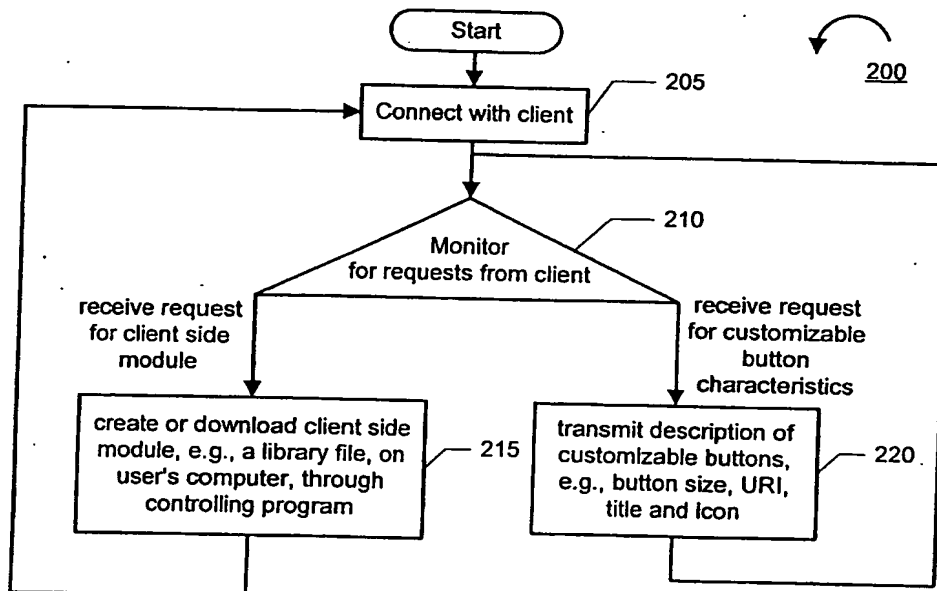 Start
200
205
Connect with client
210
Monitor
for requests from client
receive request
for client side
module
receive request
for customizable
button
characteristics
create or download client side
module, e.g., a library file, on
user's computer, through
controlling program
215
transmit description of
customizable buttons,
e.g., button size, URI,
title and Icon
220